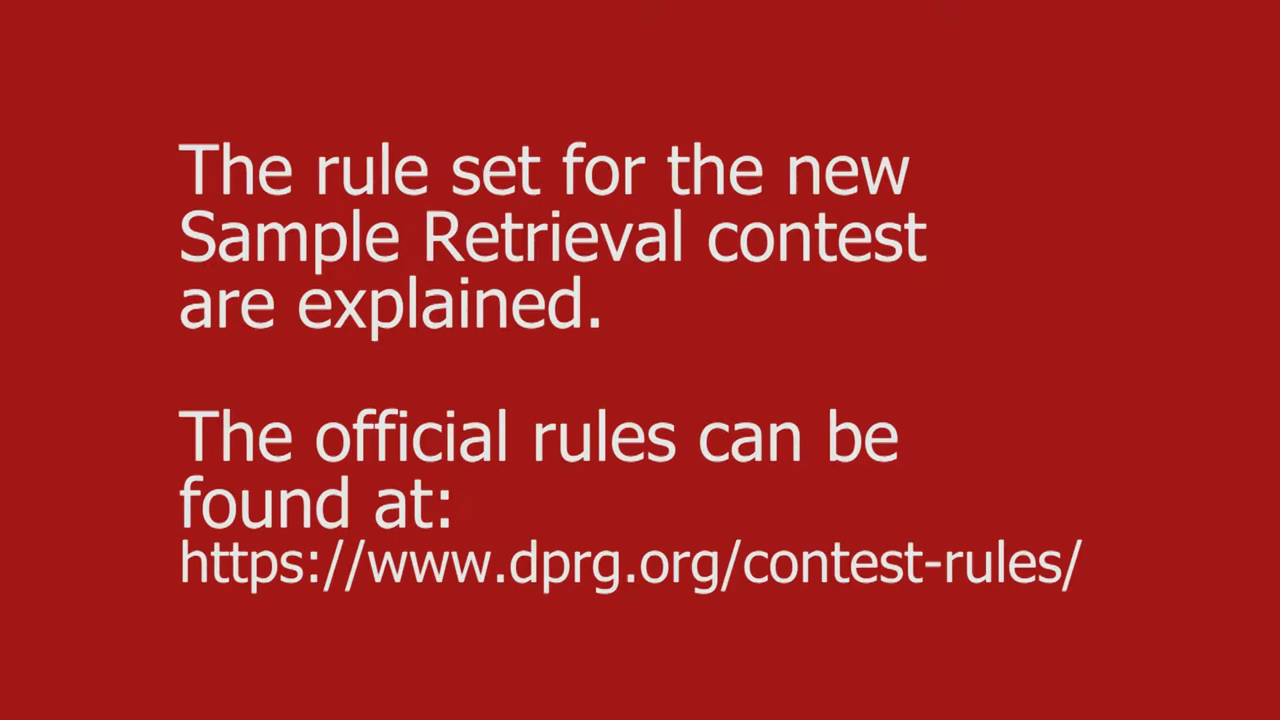 The rule set for the new
Sample Retrieval contest
are explained.
The official rules can be
found at:
https://www.dprg.org/contest-rules/